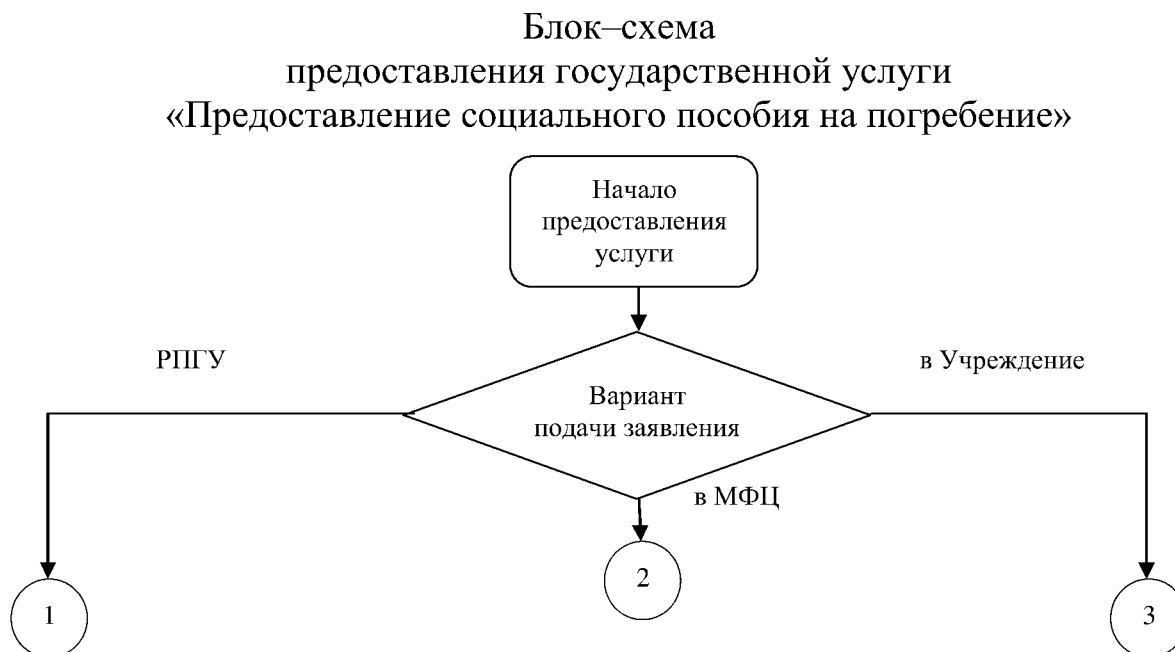 Блок–схема
предоставления государственной услуги
«Предоставление социального пособия на погребение»
Начало
предоставления
услуги
РПГУ
в Учреждение
Вариант
подачи заявления
в МФЦ
2
1
3